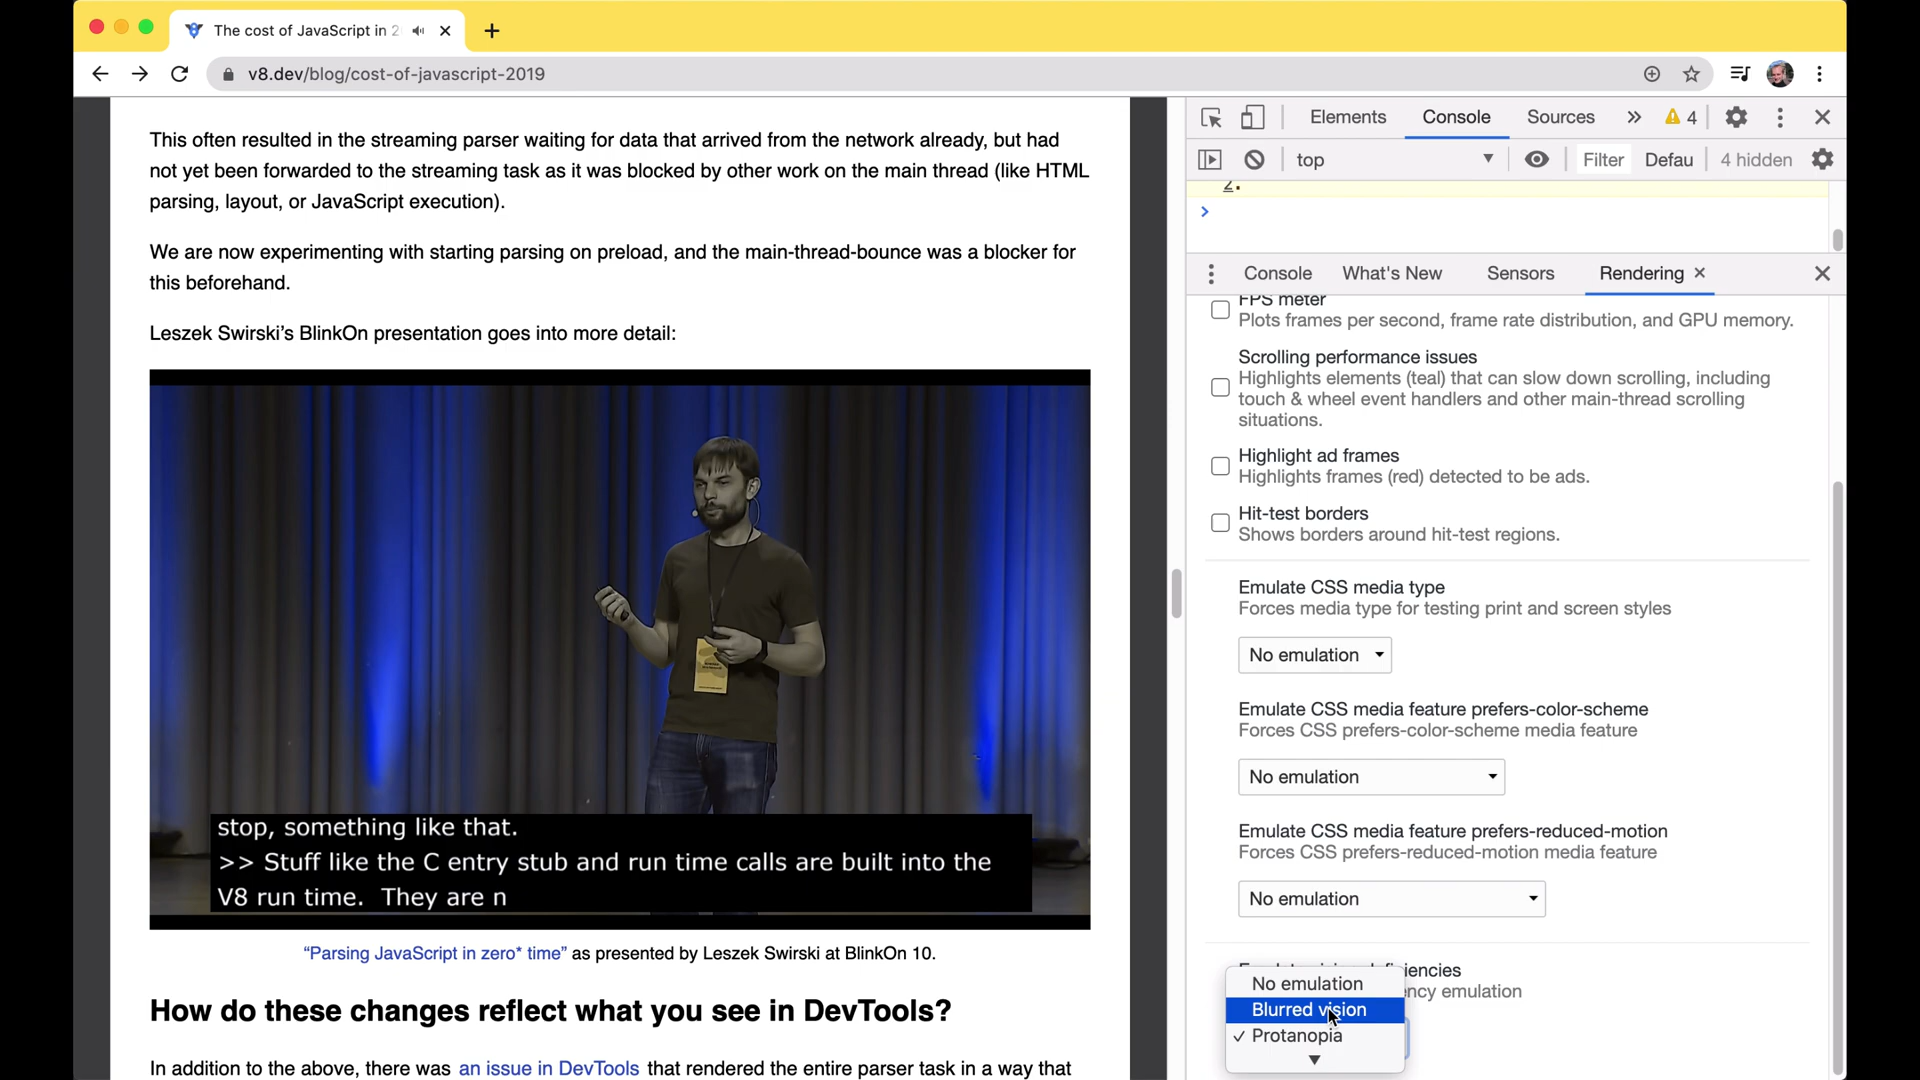 The cost of JavaScript in 2
v8.dev/blog/cost-of-javascript-2019
This often resulted in the streaming parser waiting for data that arrived from the network already, but had
not yet been forwarded to the streaming task as it was blocked by other work on the main thread (like HTML
parsing, layout, or JavaScript execution).
We are now experimenting with starting parsing on preload, and the main-thread-bounce was a blocker for
this beforehand.
Leszek Swirski’s BlinkOn presentation goes into more detail:
stop, something like that.
>> Stuff like the C entry stub and run time calls are built into the
V8 run time.  They are n
“Parsing JavaScript in zero* time” as presented by Leszek Swirski at BlinkOn 10.
How do these changes reflect what you see in DevTools?
In addition to the above, there was an issue in DevTools that rendered the entire parser task in a way that
Elements Console Sources » 4
top Filter Defau 4 hidden
2.
Console What's New Sensors Rendering
FPS meter
Plots frames per second, frame rate distribution, and GPU memory.
Scrolling performance issues
Highlights elements (teal) that can slow down scrolling, including
touch & wheel event handlers and other main-thread scrolling
situations.
Highlight ad frames
Highlights frames (red) detected to be ads.
Hit-test borders
Shows borders around hit-test regions.
Emulate CSS media type
Forces media type for testing print and screen styles
No emulation
Emulate CSS media feature prefers-color-scheme
Forces CSS prefers-color-scheme media feature
No emulation
Emulate CSS media feature prefers-reduced-motion
Forces CSS prefers-reduced-motion media feature
No emulation
emulation
No emulation
Blurred vision
✓ Protanopia